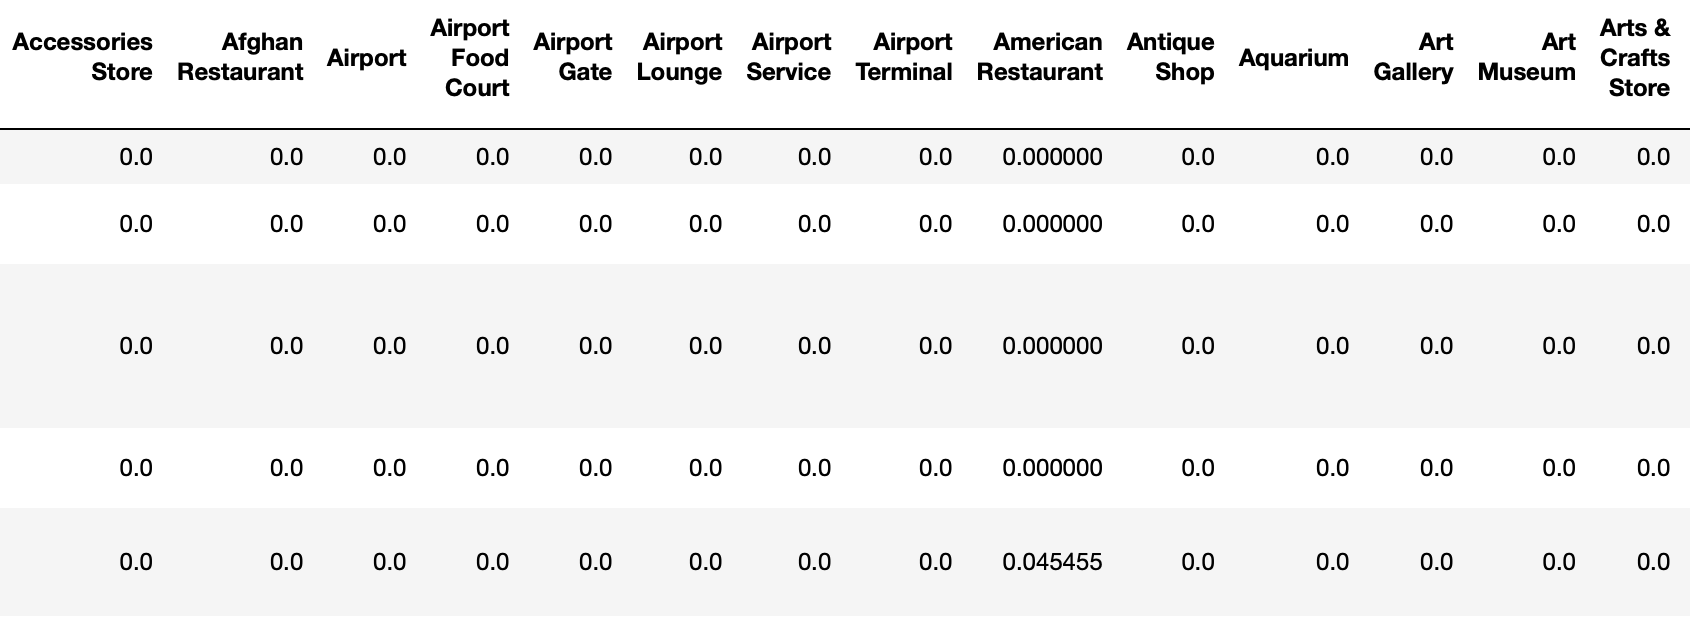 Accessories Store Afghan Restaurant Airport Airport Food Court Airport Gate Airport Lounge Airport Service Airport Terminal American Restaurant Antique Shop Aquarium Art Gallery Art Museum Arts & Crafts Store
0.0 0.0 0.0 0.0 0.0 0.0 0.0 0.0 0.000000 0.0 0.0 0.0 0.0 0.0
0.0 0.0 0.0 0.0 0.0 0.0 0.0 0.0 0.000000 0.0 0.0 0.0 0.0 0.0
0.0 0.0 0.0 0.0 0.0 0.0 0.0 0.0 0.000000 0.0 0.0 0.0 0.0 0.0
0.0 0.0 0.0 0.0 0.0 0.0 0.0 0.0 0.000000 0.0 0.0 0.0 0.0 0.0
0.0 0.0 0.0 0.0 0.0 0.0 0.0 0.0 0.045455 0.0 0.0 0.0 0.0 0.0